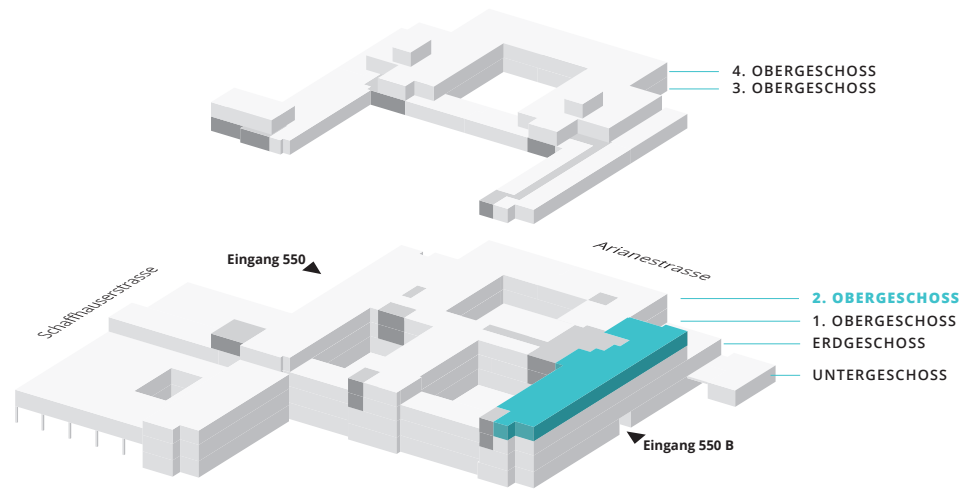 4. OBERGESCHOSS
3. OBERGESCHOSS
Arianestrasse
Eingang 550
Schaffhauserstrasse
2. OBERGESCHOSS
1. OBERGESCHOSS
ERDGESCHOSS
UNTERGESCHOSS
Eingang 550 B